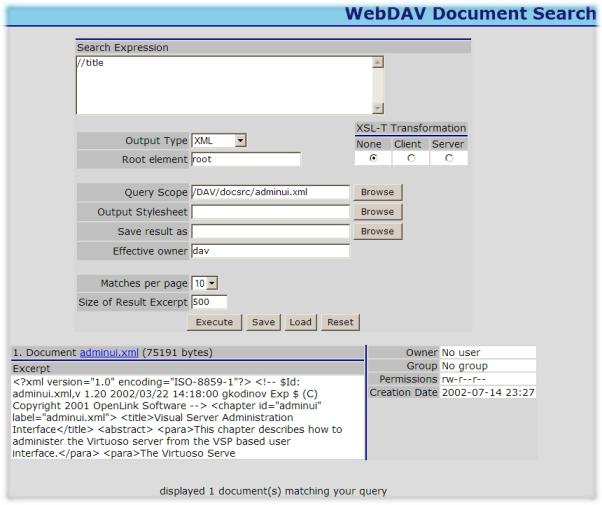 WebDAV Document Search
Search Expression
//title
XSL-T Transformation
Output Type XML None Client Server
Root element root
Query Scope /DAV/docsrc/adminui.xml Browse
Output Stylesheet Browse
Save result as Browse
Effective owner dav
Matches per page 10
Size of Result Excerpt 500
Execute Save Load Reset
1. Document adminui.xml (75191 bytes)
Excerpt
<?xml version="1.0" encoding="ISO-8859-1"?> <!-- $Id:
adminui.xml,v 1.20 2002/03/22 14:18:00 gkodinov Exp $ (C)
Copyright 2001 OpenLink Software --> <chapter id="adminui"
label="adminui.xml"> <title>Visual Server Administration
Interface</title> <abstract> <para>This chapter describes how to
administer the Virtuoso server from the VSP based user
interface.</para> <para>The Virtuoso Serve
Owner No user
Group No group
Permissions rw-r--r--
Creation Date 2002-07-14 23:27
displayed 1 document(s) matching your query